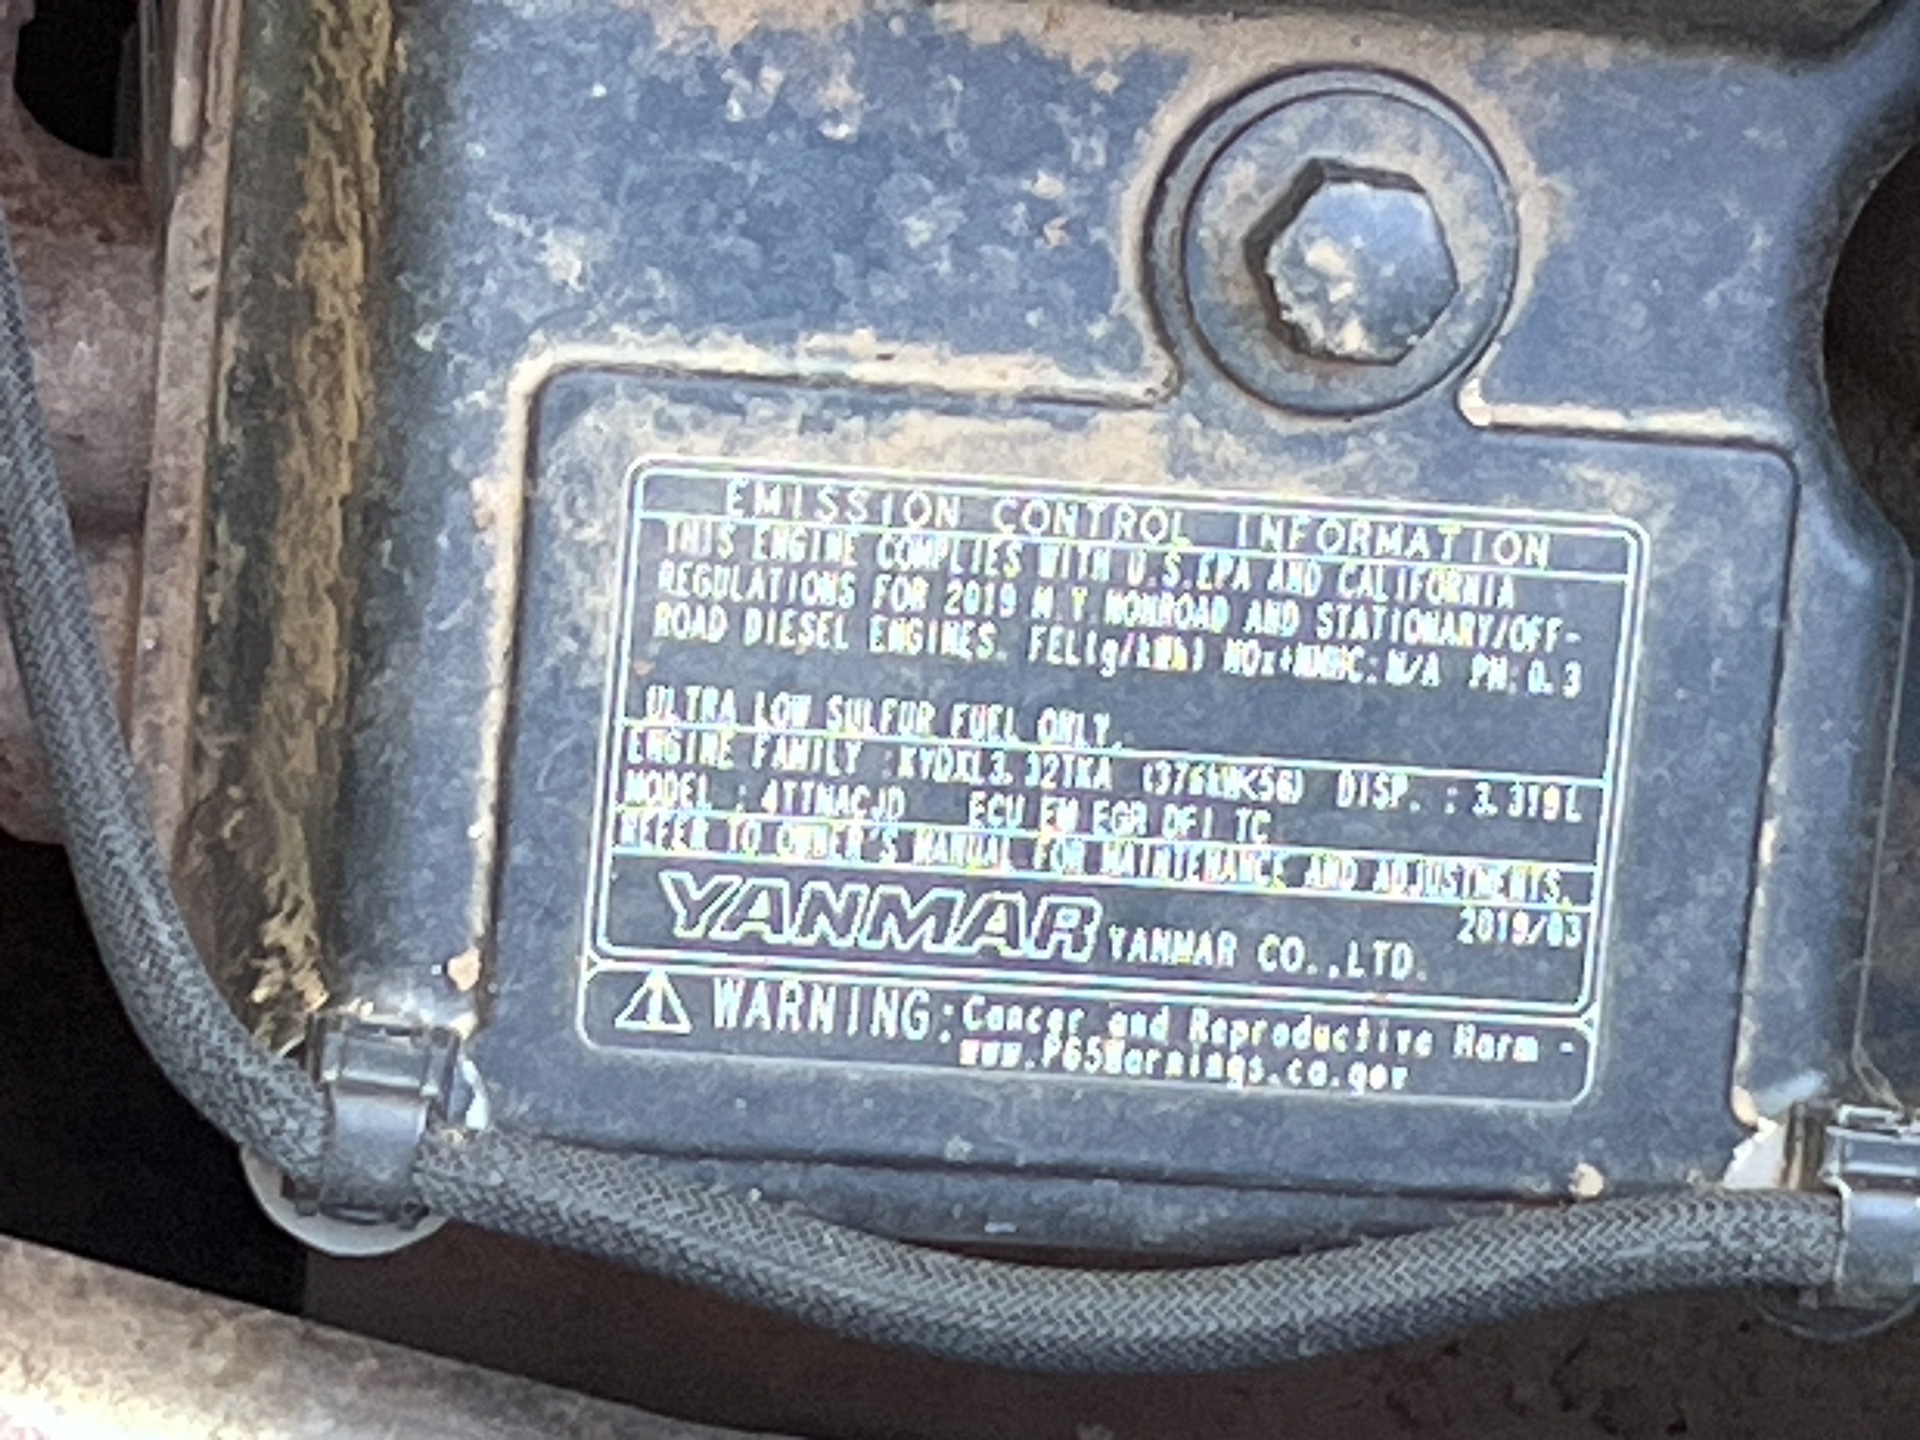 EMISSION CONTROL INFORMATION
THIS ENGINE COMPLIES WITH U.S.EPA AND CALIFORNIA
REGULATIONS FOR 2019 M.Y. NONROAD AND STATIONARY/OFF-
ROAD DIESEL ENGINES. FEL(g/kWh) NOx+NMHC:N/A PM:0.3
ULTRA LOW SULFUR FUEL ONLY.
ENGINE FAMILY : DISP. : 3.319L
MODEL : ECU EM EGR DFI TC
REFER TO OWNER'S MANUAL FOR MAINTENANCE AND ADJUSTMENTS.
2019/03
YANMAR YANMAR CO.,LTD.
WARNING:Cancer and Reproductive Harm -
www.P65Warnings.ca.gov